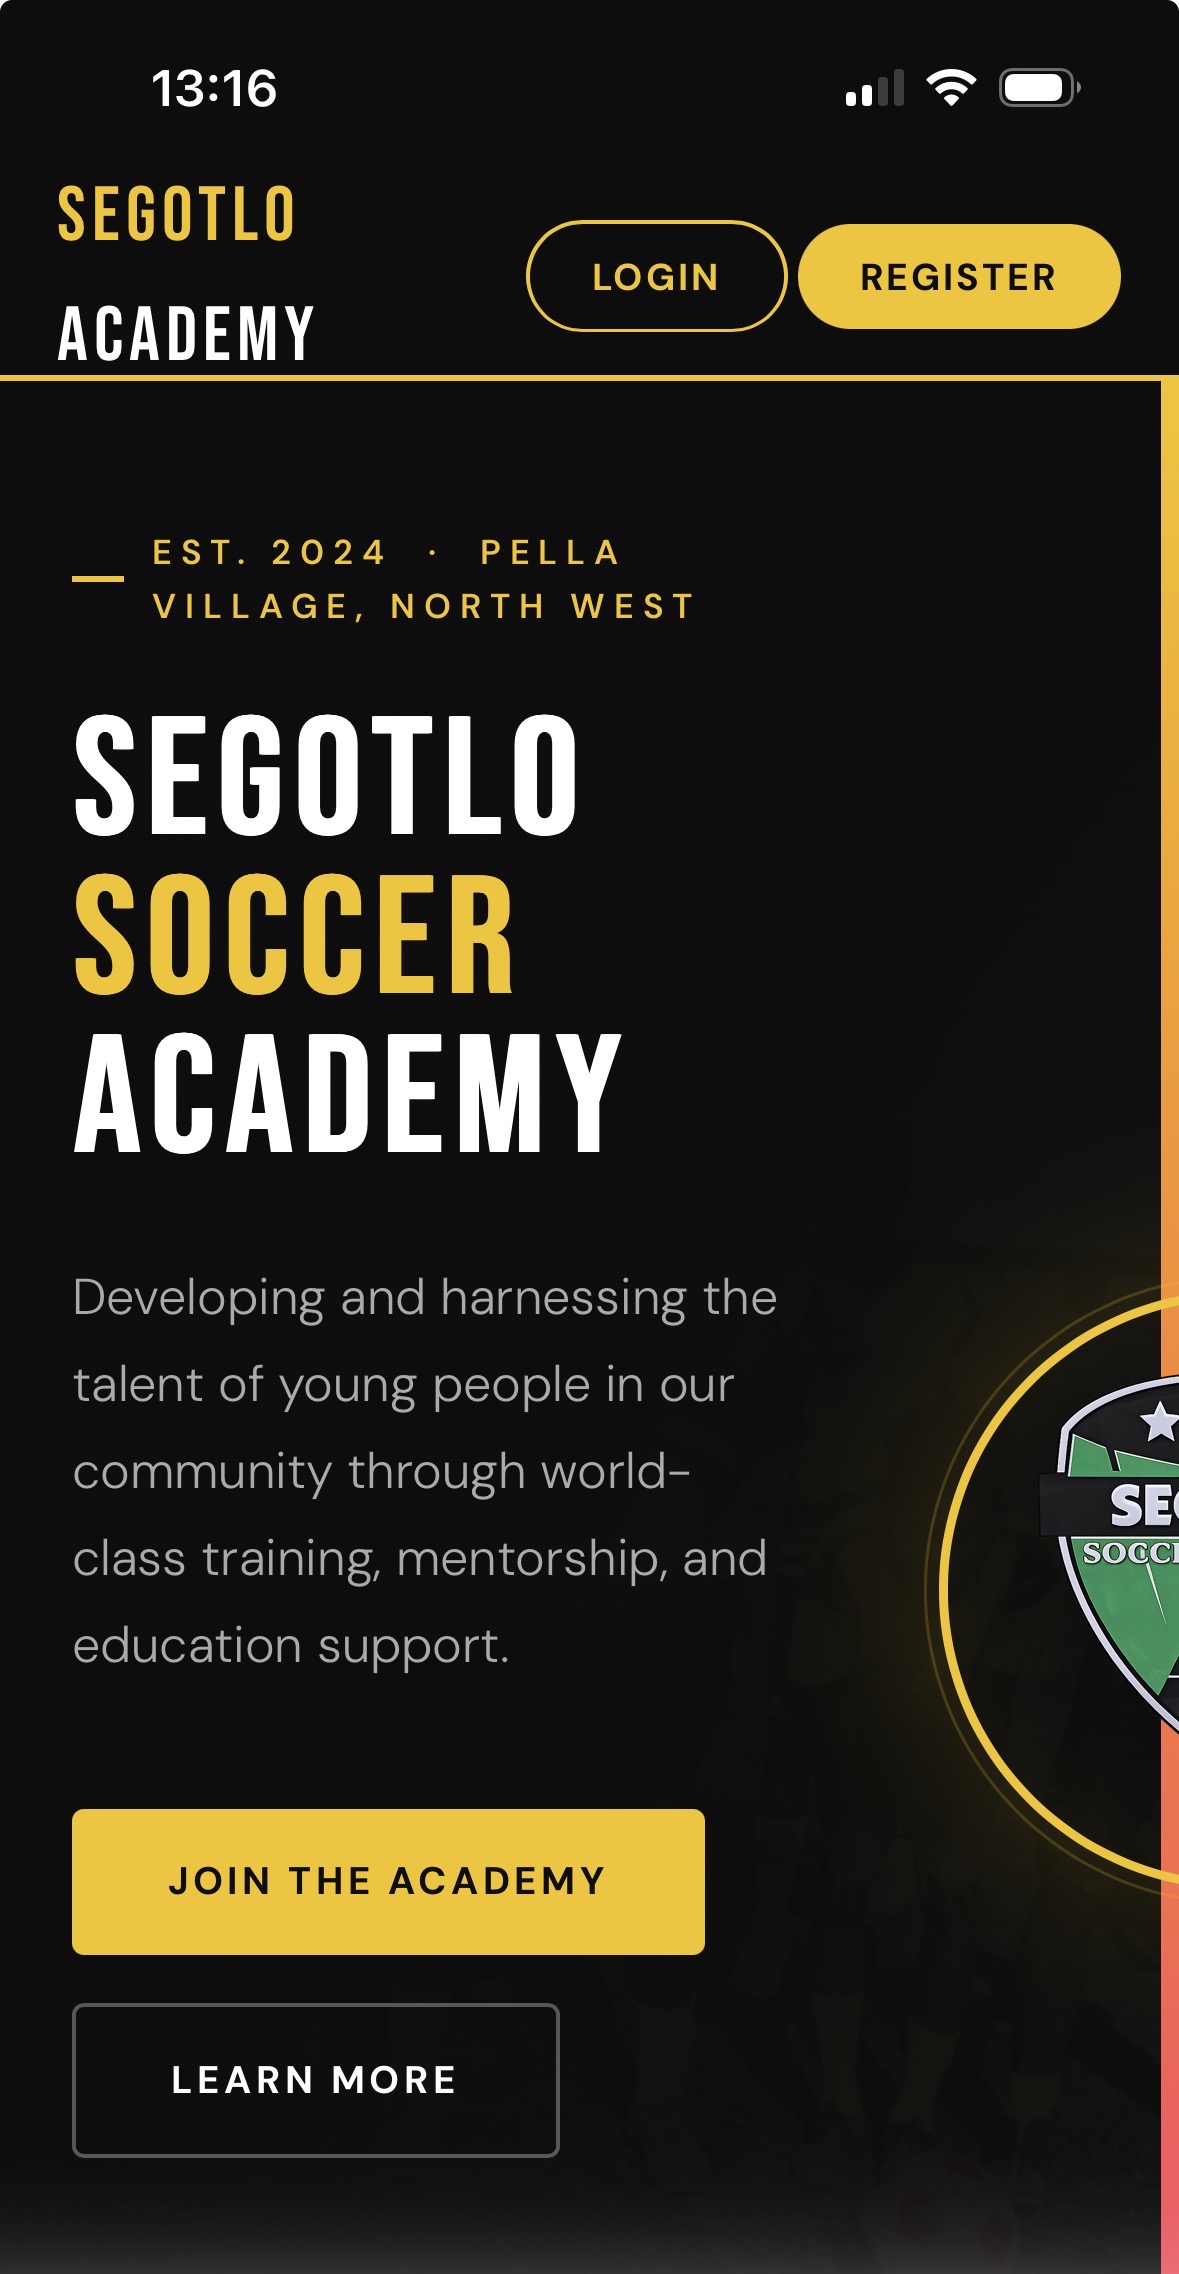 13:16
SEGOTLO
ACADEMY
LOGIN
REGISTER
EST. 2024 · PELLA
VILLAGE, NORTH WEST
SEGOTLO
SOCCER
ACADEMY
Developing and harnessing the
talent of young people in our
community through world-
class training, mentorship, and
education support.
JOIN THE ACADEMY
LEARN MORE